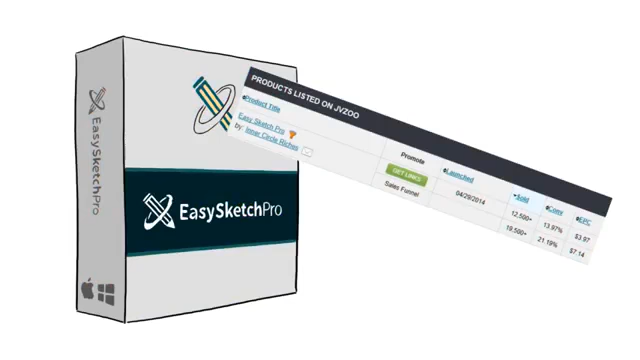 EasySketchPro
EasySketchPro
PRODUCTS LISTED ON JVZOO
Product Title
Promote
Launched
Sold
Conv
EPC
Easy Sketch Pro
by: Inner Circle Riches
GET LINKS
04/29/2014
12,500+
13.97%
$3.97
Sales Funnel
19,500+
21.19%
$7.14